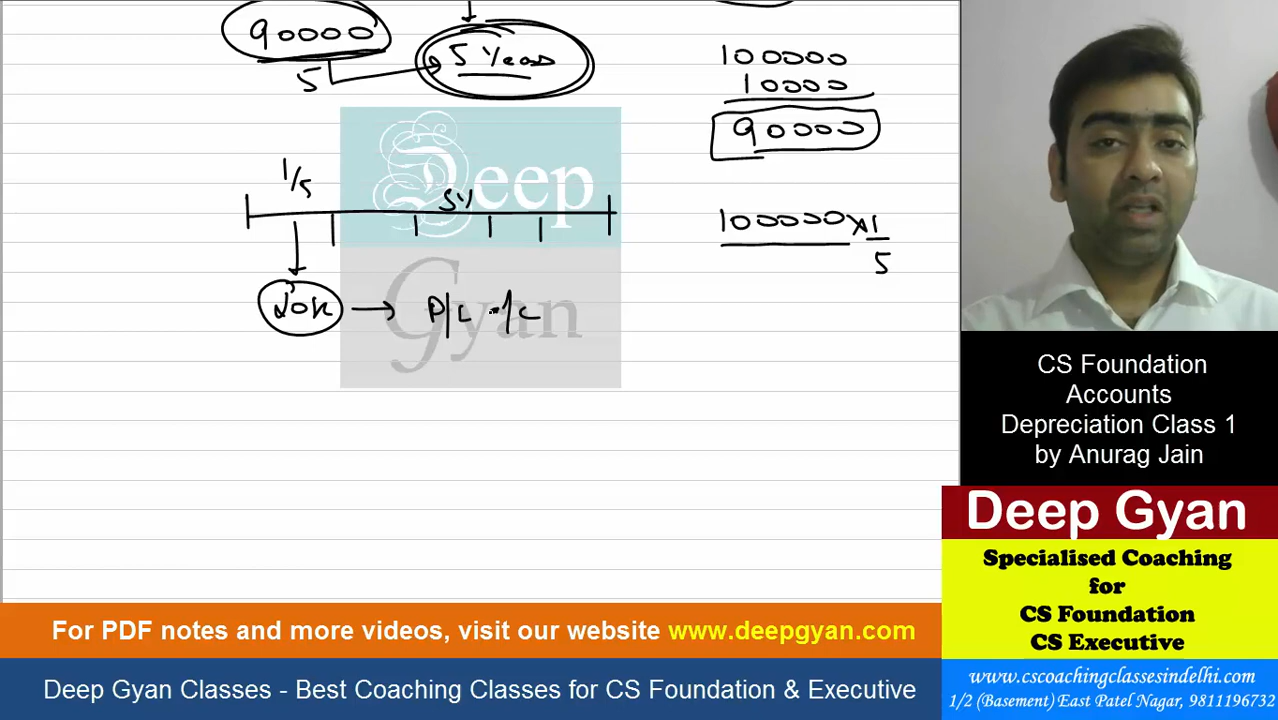 90000
5
5 Years
100000
10000
90000
1/5
5Y
100000 x 1/5
20K → P/L A/C
Deep
Gyan
CS Foundation
Accounts
Depreciation Class 1
by Anurag Jain
Deep Gyan
Specialised Coaching
for
CS Foundation
CS Executive
For PDF notes and more videos, visit our website www.deepgyan.com
Deep Gyan Classes - Best Coaching Classes for CS Foundation & Executive
www.cscoachingclassesindelhi.com
1/2 (Basement) East Patel Nagar, 9811196732